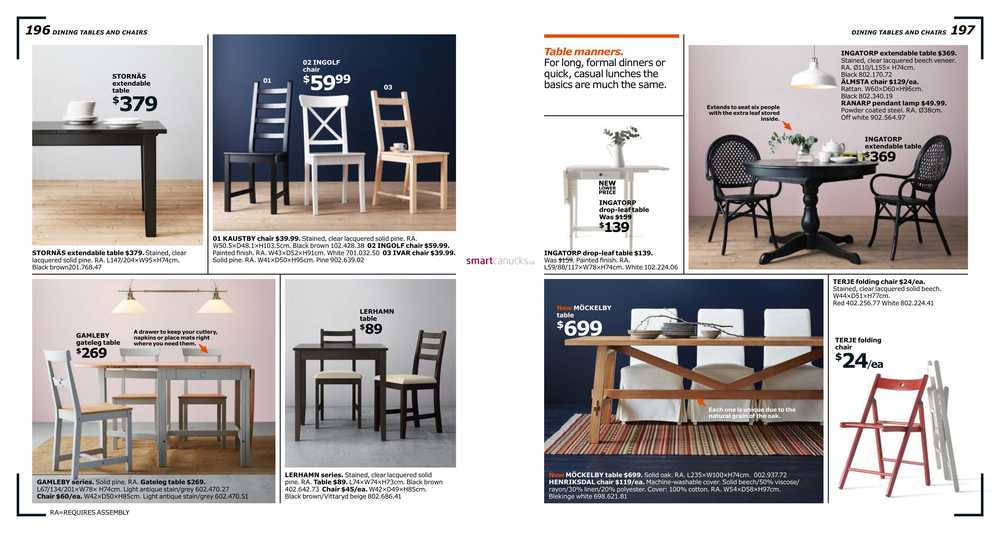 196 DINING TABLES AND CHAIRS
STORNÄS
extendable
table
$379
STORNÄS extendable table $379. Stained, clear
lacquered solid pine. RA. L147/204×W95×H74cm.
Black brown201.768.47
02 INGOLF
chair
$59.99
01
03
01 KAUSTBY chair $39.99. Stained, clear lacquered solid pine. RA.
W50.5×D48.1×H103.5cm. Black brown 102.428.38 02 INGOLF chair $59.99.
Painted finish. RA. W43×D52×H91cm. White 701.032.50 03 IVAR chair $39.99.
Solid pine. RA. W41×D50×H95cm. Pine 902.639.02
GAMLEBY
gateleg table
$269
A drawer to keep your cutlery,
napkins or place mats right
where you need them.
GAMLEBY series. Solid pine, RA. Gateleg table $269.
L67/134/201×W78× H74cm. Light antique stain/grey 602.470.27
Chair $60/ea. W42×D50×H85cm. Light antique stain/grey 602.470.51
LERHAMN
table
$89
LERHAMN series. Stained, clear lacquered solid
pine, RA. Table $89. L74×W74×H73cm. Black brown
402.642.73 Chair $45/ea. W42×D49×H85cm.
Black brown/Vittaryd beige 802.686.41
RA=REQUIRES ASSEMBLY
smartcanucks.ca
DINING TABLES AND CHAIRS 197
Table manners.
For long, formal dinners or
quick, casual lunches the
basics are much the same.
NEW
LOWER
PRICE
INGATORP
drop-leaf table
Was $159
$139
INGATORP drop-leaf table $139.
Was $159. Painted finish. RA.
L59/88/117×W78×H74cm. White 102.224.06
Extends to seat six people
with the extra leaf stored
inside.
INGATORP
extendable table
$369
INGATORP extendable table $369.
Stained, clear lacquered beech veneer.
RA. Ø110/L155× H74cm.
Black 802.170.72
ÄLMSTA chair $129/ea.
Rattan. W60×D60×H96cm.
Black 802.340.19
RANARP pendant lamp $49.99.
Powder coated steel. RA. Ø38cm.
Off white 902.564.97
New MÖCKELBY
table
$699
Each one is unique due to the
natural grain of the oak.
New MÖCKELBY table $699. Solid oak. RA. L235×W100×H74cm. 002.937.72
HENRIKSDAL chair $119/ea. Machine-washable cover. Solid beech/50% viscose/
rayon/30% linen/20% polyester. Cover: 100% cotton. RA. W54×D58×H97cm.
Blekinge white 698.621.81
TERJE folding chair $24/ea.
Stained, clear lacquered solid beech.
W44×D51×H77cm.
Red 402.256.77 White 802.224.41
TERJE folding
chair
$24/ea